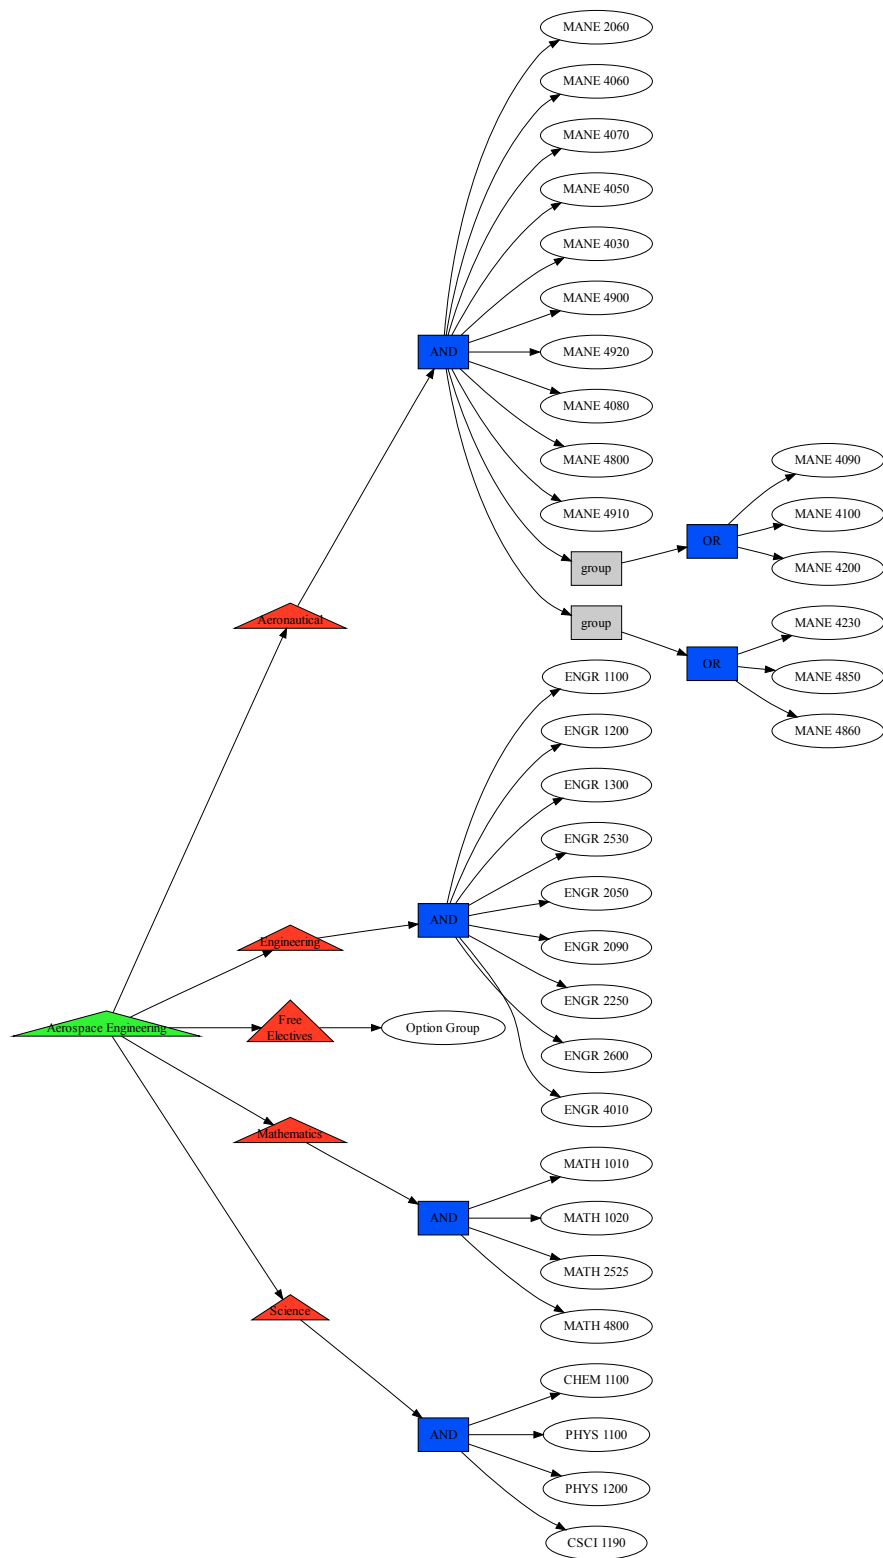 MANE 2060
MANE 4060
MANE 4070
MANE 4050
MANE 4030
MANE 4900
AND
MANE 4920
MANE 4080
MANE 4800
MANE 4910
MANE 4090
MANE 4100
OR
group
MANE 4200
Aeronautical
group
MANE 4230
OR
MANE 4850
MANE 4860
ENGR 1100
ENGR 1200
ENGR 1300
ENGR 2530
ENGR 2050
AND
Engineering
ENGR 2090
ENGR 2250
Aerospace Engineering
Free
Electives
Option Group
ENGR 2600
ENGR 4010
Mathematics
MATH 1010
AND
MATH 1020
MATH 2525
Science
MATH 4800
CHEM 1100
AND
PHYS 1100
PHYS 1200
CSCI 1190